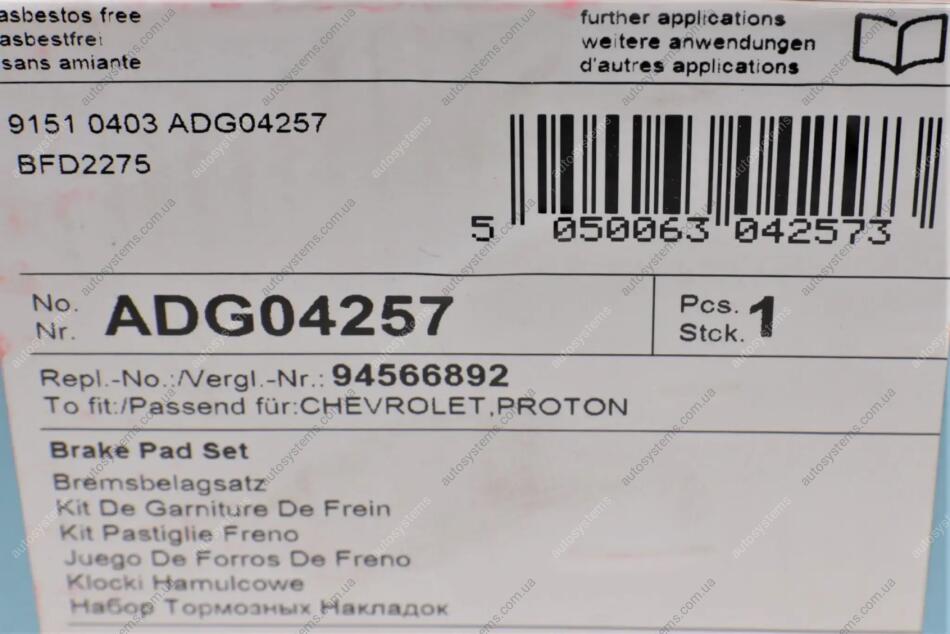 asbestos free
asbestfrei
sans amiante
further applications
weitere anwendungen
d'autres applications
9151 0403 ADG04257
BFD2275
5 050063 042573
No.
Nr.
ADG04257
Pcs.
Stck.
1
Repl.-No.:/Vergl.-Nr.: 94566892
To fit:/Passend für:CHEVROLET,PROTON
Brake Pad Set
Bremsbelagsatz
Kit De Garniture De Frein
Kit Pastiglie Freno
Juego De Forros De Freno
Klocki Hamulcowe
Набор Тормозных Накладок
autosystems.com.ua